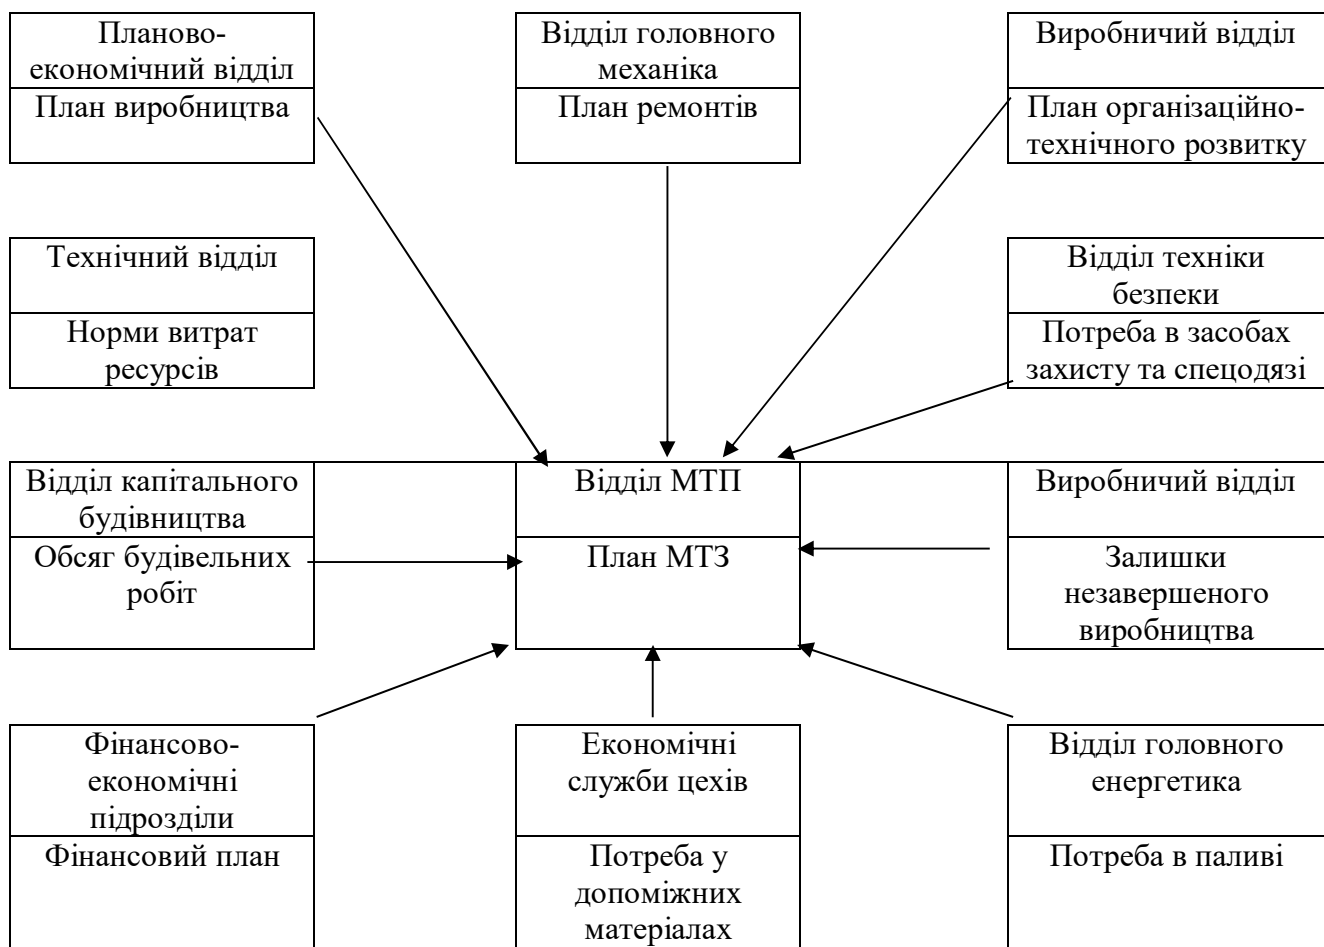 Планово-
економічний відділ
План виробництва
Відділ головного
механіка
План ремонтів
Виробничий відділ
План організаційно-
технічного розвитку
Технічний відділ
Норми витрат
ресурсів
Відділ техніки
безпеки
Потреба в засобах
захисту та спецодязі
Відділ капітального
будівництва
Обсяг будівельних
робіт
Відділ МТП
План МТЗ
Виробничий відділ
Залишки
незавершеного
виробництва
Фінансово-
економічні
підрозділи
Фінансовий план
Економічні
служби цехів
Потреба у
допоміжних
матеріалах
Відділ головного
енергетика
Потреба в паливі